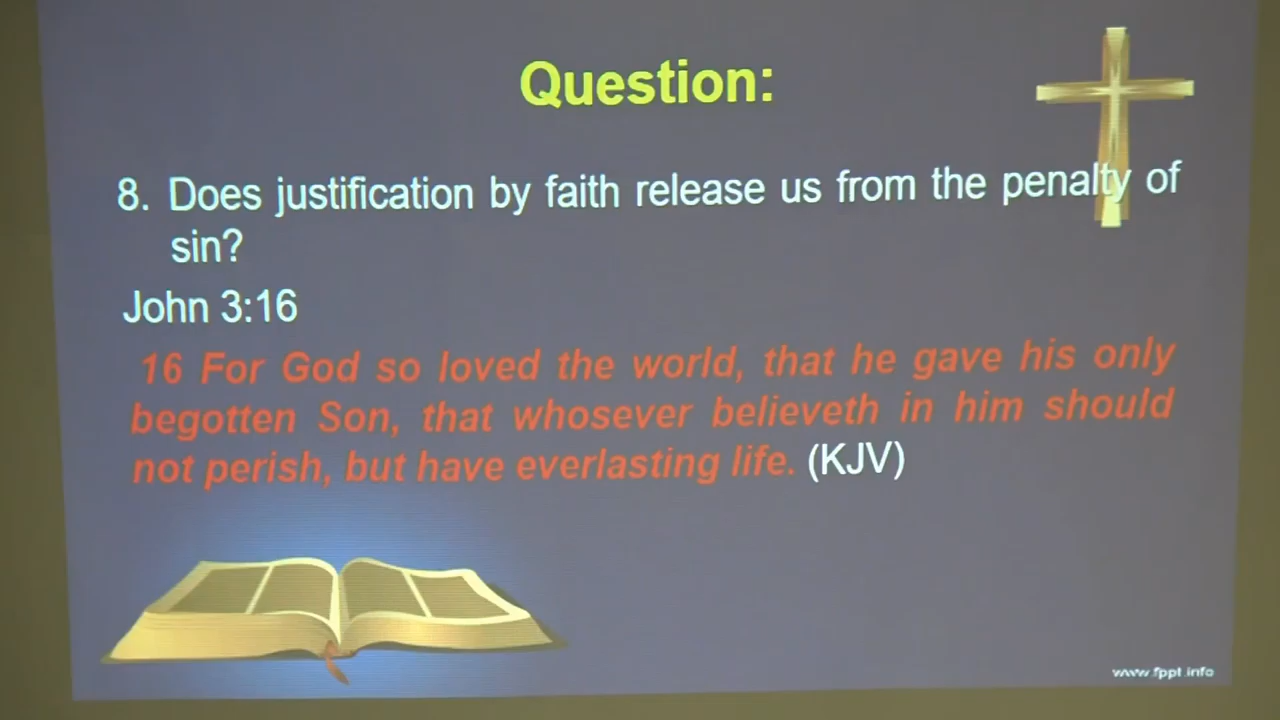 Question:
8. Does justification by faith release us from the penalty of
sin?
John 3:16
16 For God so loved the world, that he gave his only
begotten Son, that whosever believeth in him should
not perish, but have everlasting life. (KJV)
www.fppt.info